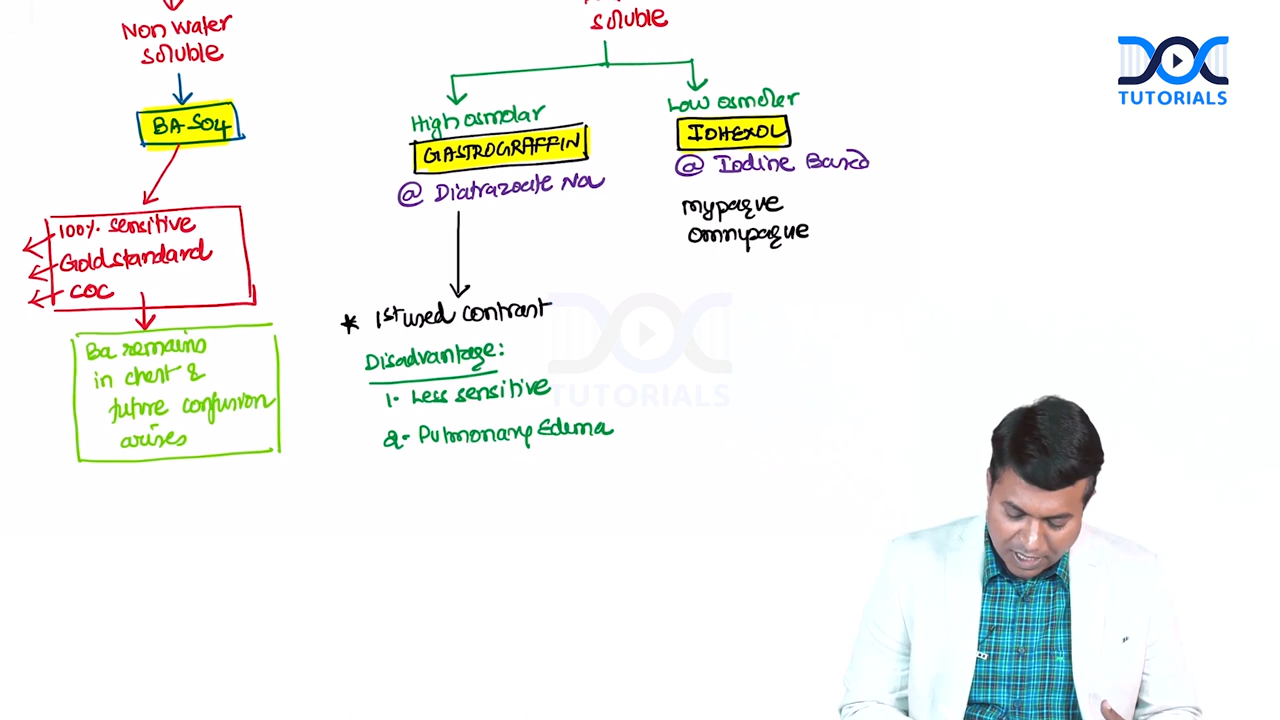 Non Water
soluble
BA SO4
100%. sensitive
Gold standard
COC
Ba remains
in chest &
future confusion
arises
soluble
High osmolar
GASTROGRAFFIN
@ Diatrazoate Na
* 1st used contrast
Disadvantage:
1. Less sensitive
2. Pulmonary Edema
Low osmoler
IOHEXOL
@ Iodine Based
mypaque
omnipaque
TUTORIALS
DOC
TUTORIALS